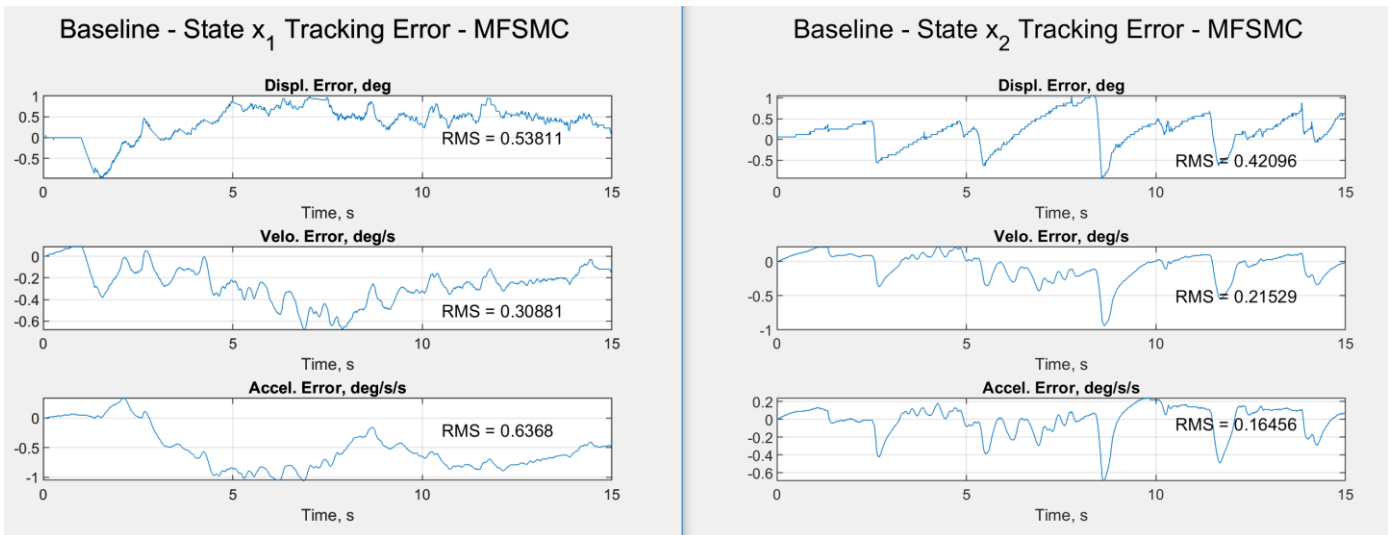 Baseline - State x1 Tracking Error - MFSMC
Displ. Error, deg
1
0.5
0
-0.5
RMS = 0.53811
0 5 10 15
Time, s
Velo. Error, deg/s
0
-0.2
-0.4
-0.6
RMS = 0.30881
0 5 10 15
Time, s
Accel. Error, deg/s/s
0
-0.5
-1
RMS = 0.6368
0 5 10 15
Time, s
Baseline - State x2 Tracking Error - MFSMC
Displ. Error, deg
1
0.5
0
-0.5
RMS = 0.42096
0 5 10 15
Time, s
Velo. Error, deg/s
0
-0.5
-1
RMS = 0.21529
0 5 10 15
Time, s
Accel. Error, deg/s/s
0.2
0
-0.2
-0.4
-0.6
RMS = 0.16456
0 5 10 15
Time, s